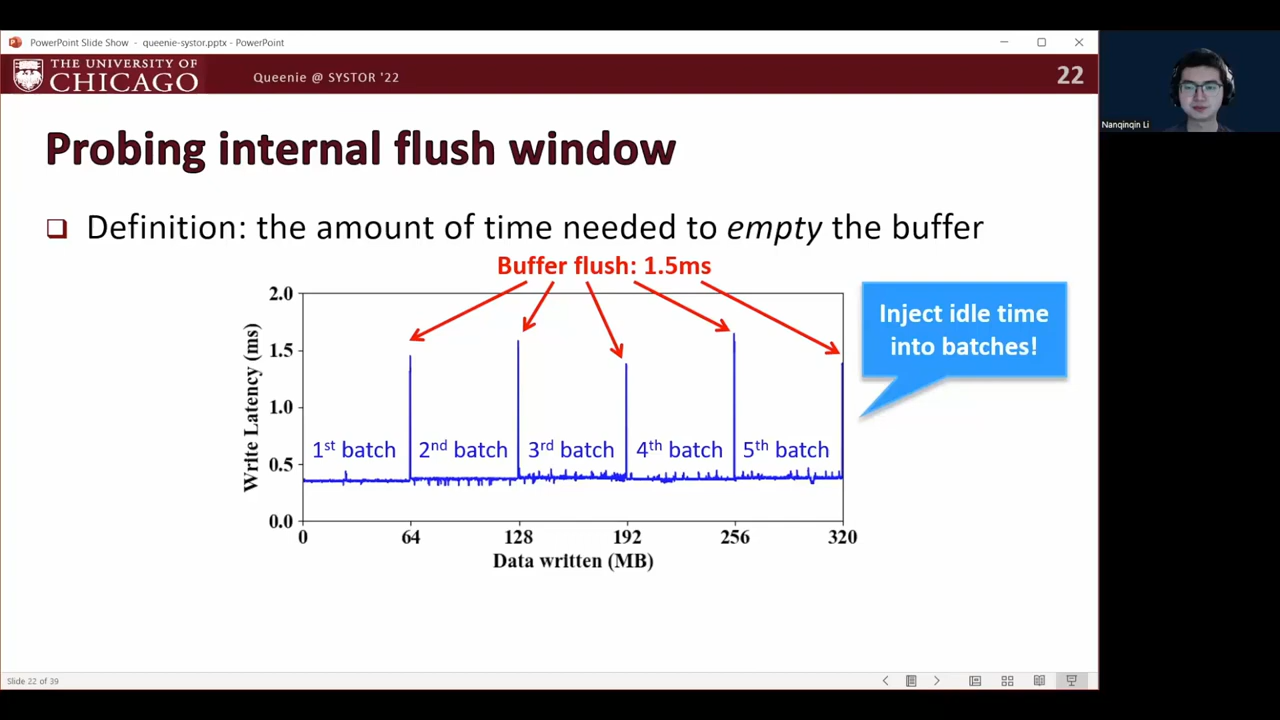 PowerPoint Slide Show - queenie-systor.pptx - PowerPoint
THE UNIVERSITY OF
CHICAGO
Queenie @ SYSTOR '22
22
Nanqinqin Li
Probing internal flush window
Definition: the amount of time needed to empty the buffer
Buffer flush: 1.5ms
Inject idle time
into batches!
2.0
1.5
1.0
0.5
0.0
Write Latency (ms)
1st batch
2nd batch
3rd batch
4th batch
5th batch
0 64 128 192 256 320
Data written (MB)
Slide 22 of 39